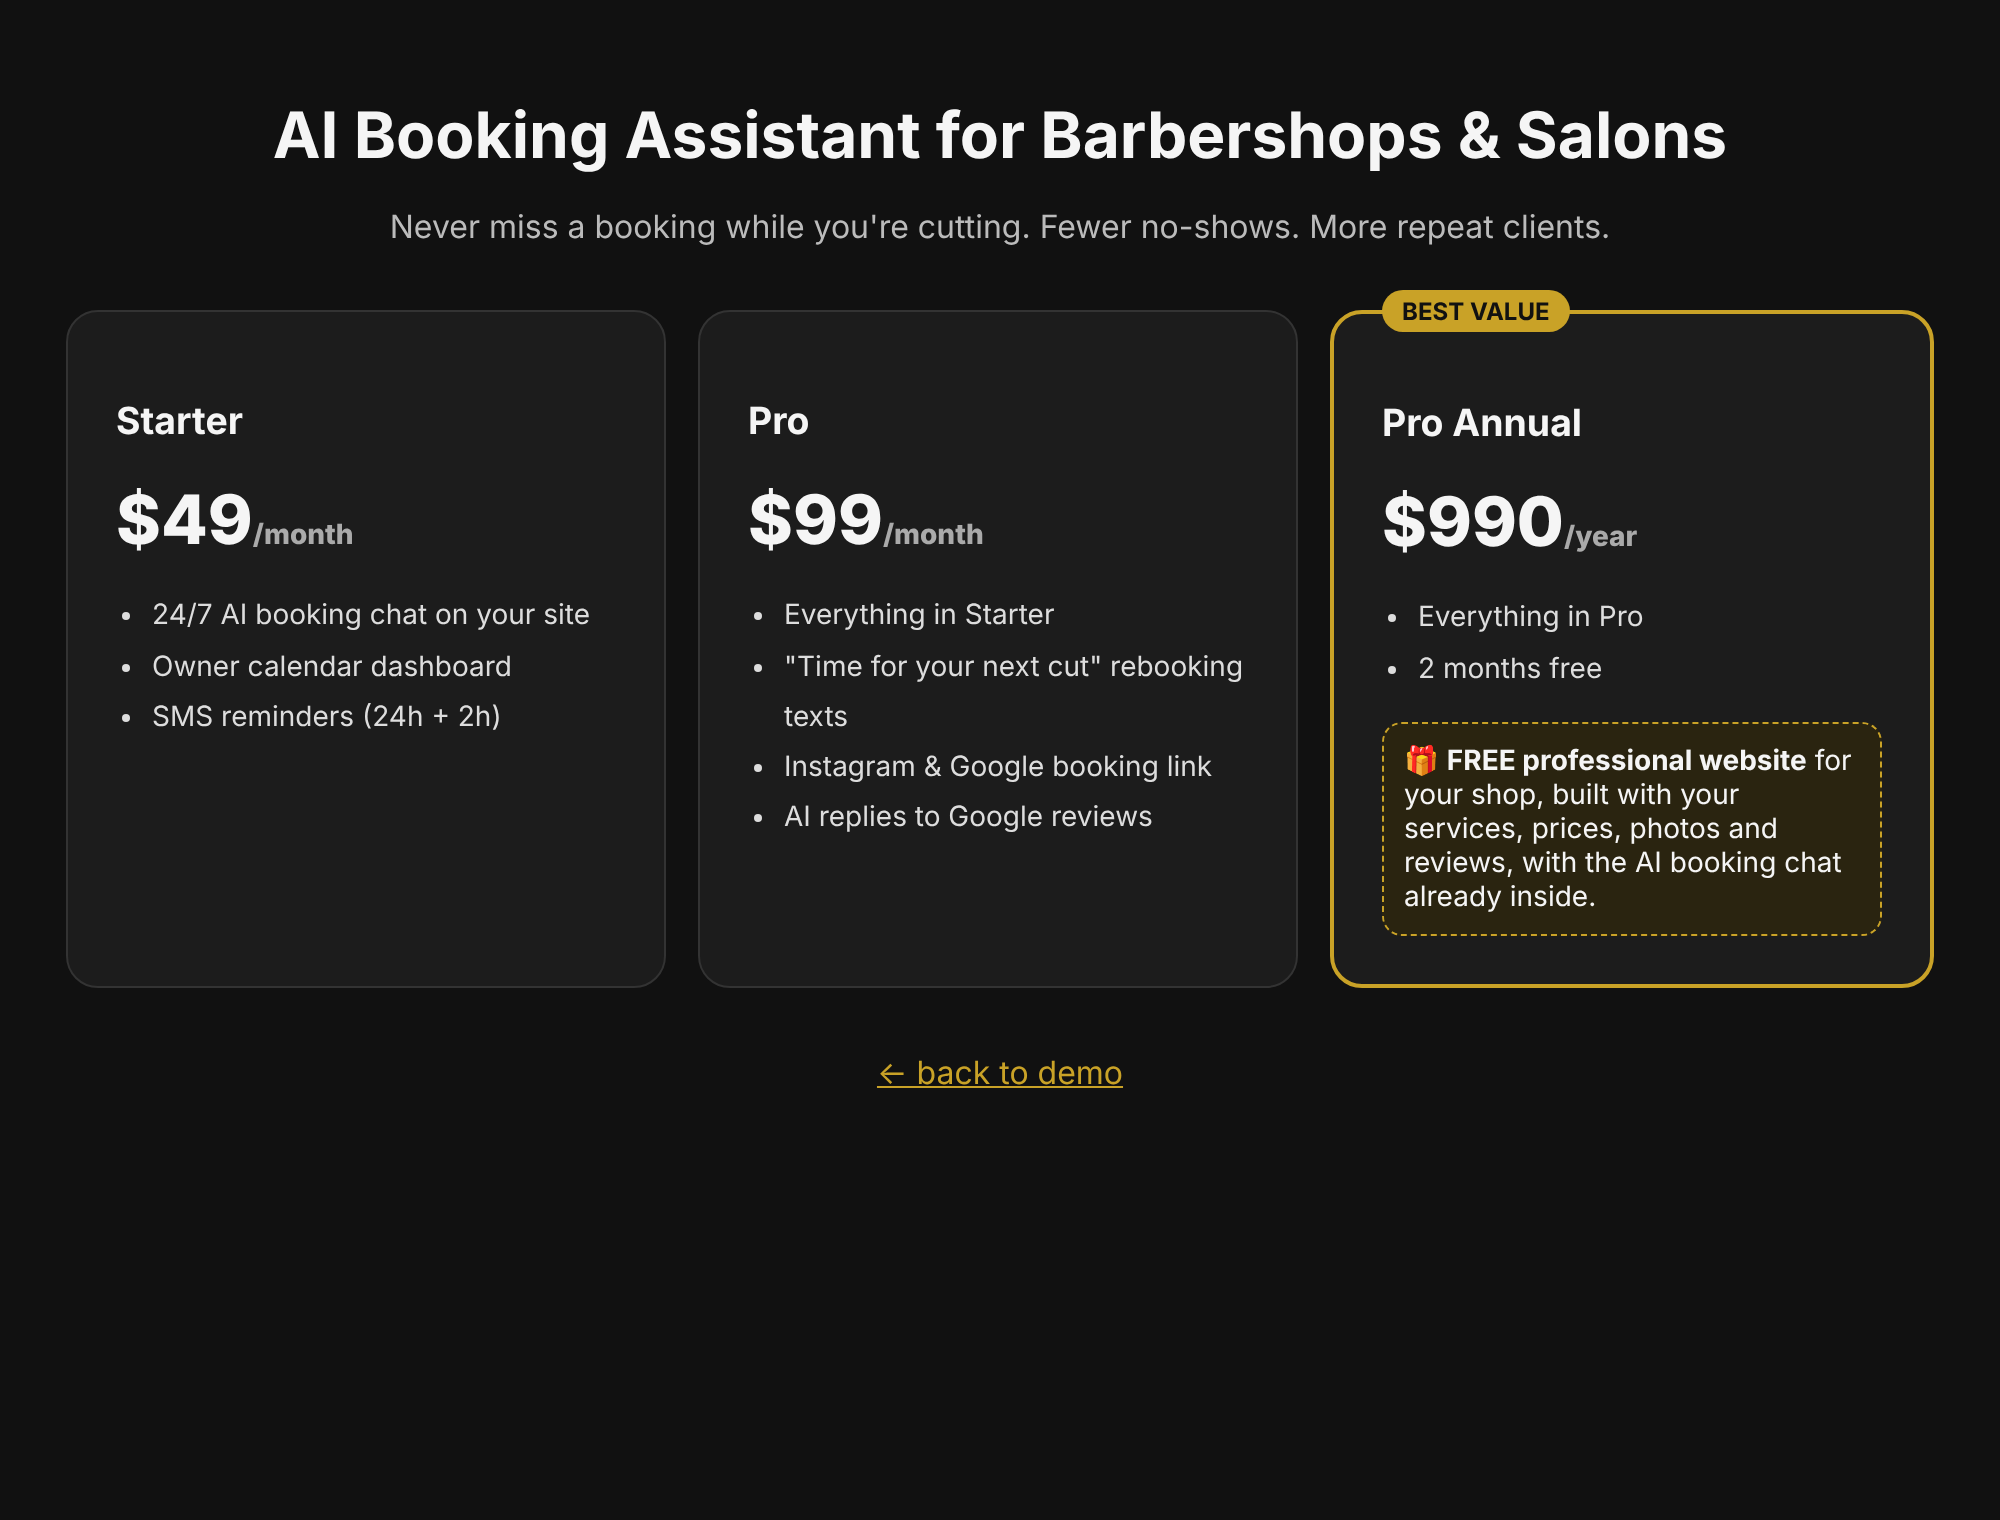 AI Booking Assistant for Barbershops & Salons
Never miss a booking while you're cutting. Fewer no-shows. More repeat clients.
Starter
$49/month
• 24/7 AI booking chat on your site
• Owner calendar dashboard
• SMS reminders (24h + 2h)
Pro
$99/month
• Everything in Starter
• "Time for your next cut" rebooking
texts
• Instagram & Google booking link
• AI replies to Google reviews
BEST VALUE
Pro Annual
$990/year
• Everything in Pro
• 2 months free
🎁 FREE professional website for
your shop, built with your
services, prices, photos and
reviews, with the AI booking chat
already inside.
← back to demo